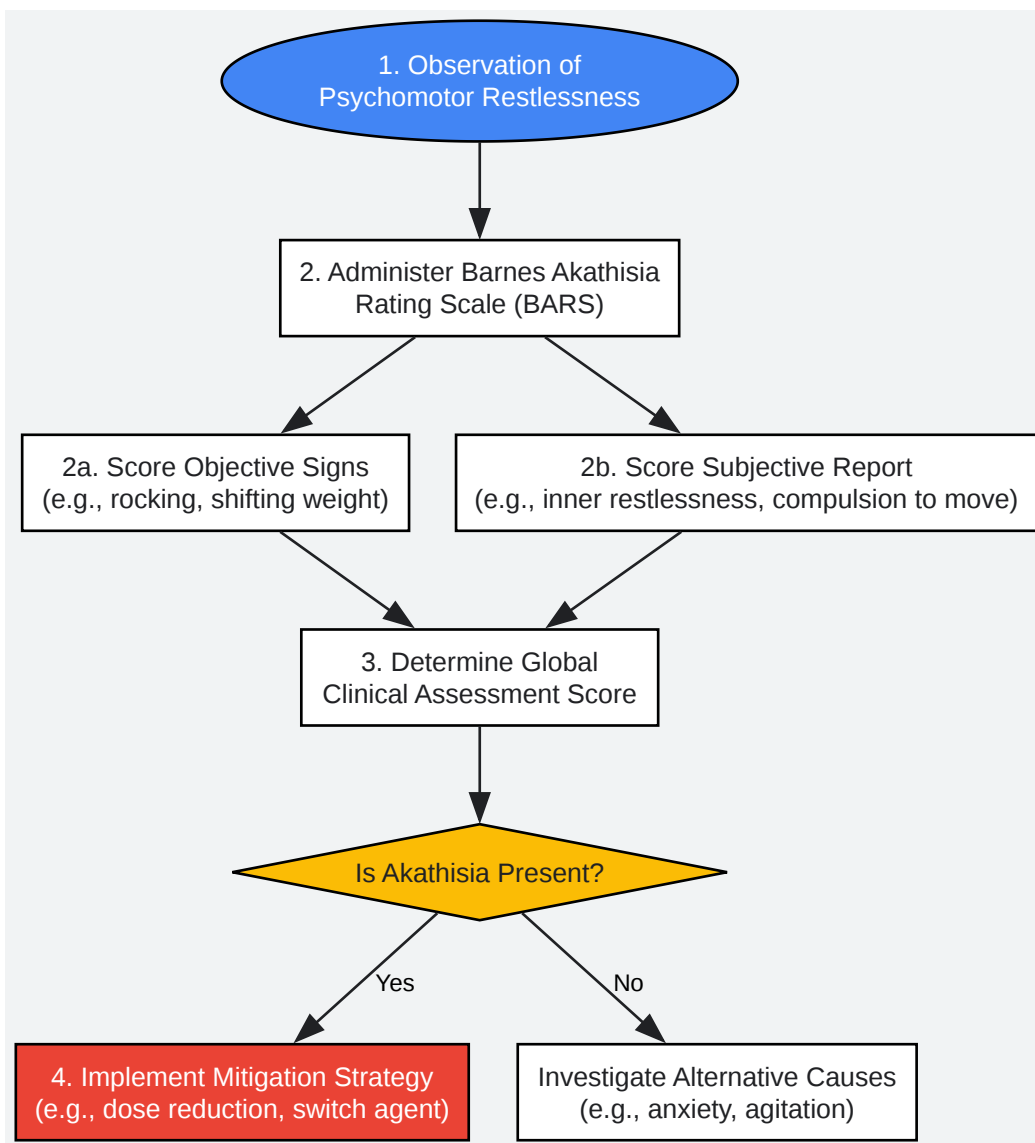 1. Observation of
Psychomotor Restlessness
2. Administer Barnes Akathisia
Rating Scale (BARS)
2a. Score Objective Signs
(e.g., rocking, shifting weight)
2b. Score Subjective Report
(e.g., inner restlessness, compulsion to move)
3. Determine Global
Clinical Assessment Score
Is Akathisia Present?
Yes
No
4. Implement Mitigation Strategy
(e.g., dose reduction, switch agent)
Investigate Alternative Causes
(e.g., anxiety, agitation)